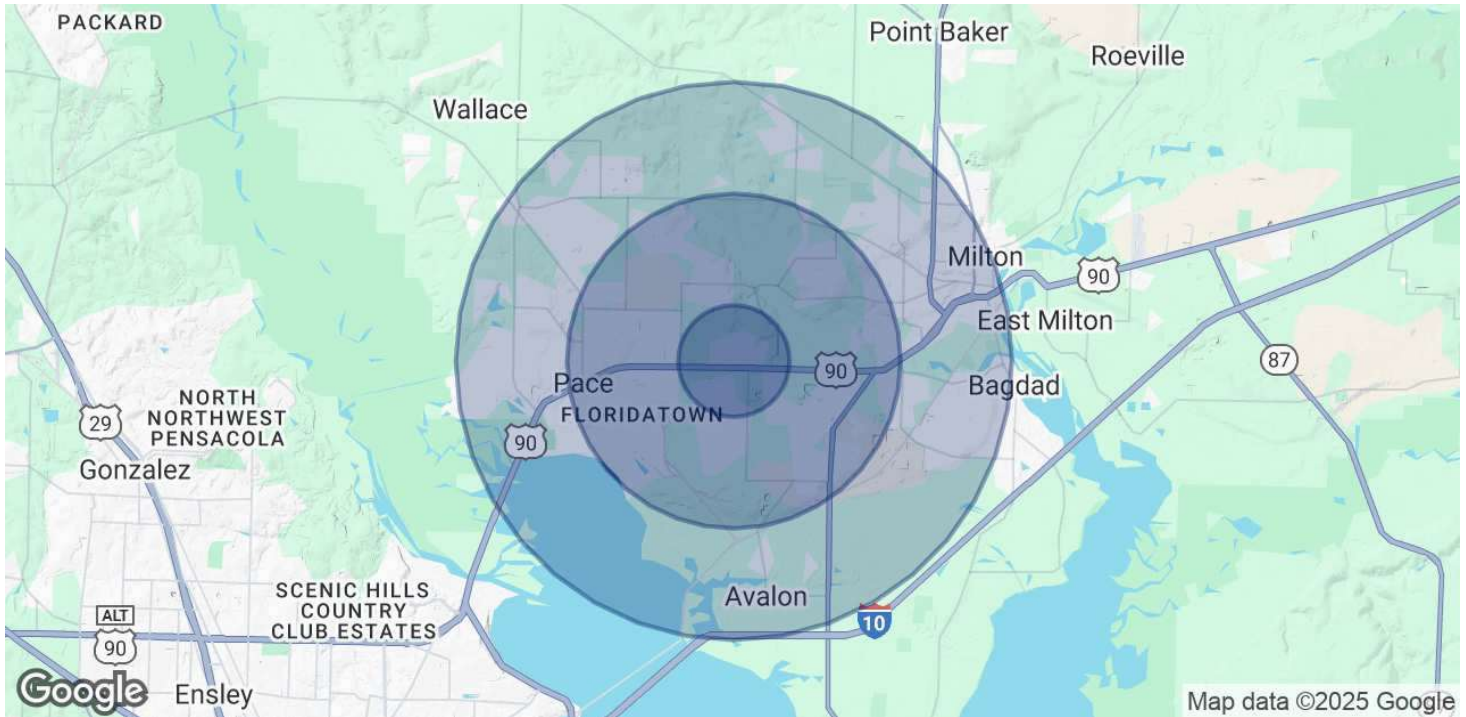 PACKARD
Point Baker
Roeville
Wallace
Milton
90
East Milton
87
Pace
90
Bagdad
FLORIDATOWN
NORTH
NORTHWEST
PENSACOLA
29
90
Gonzalez
SCENIC HILLS
COUNTRY
CLUB ESTATES
Avalon
ALT
90
10
Ensley
Google
Map data ©2025 Google